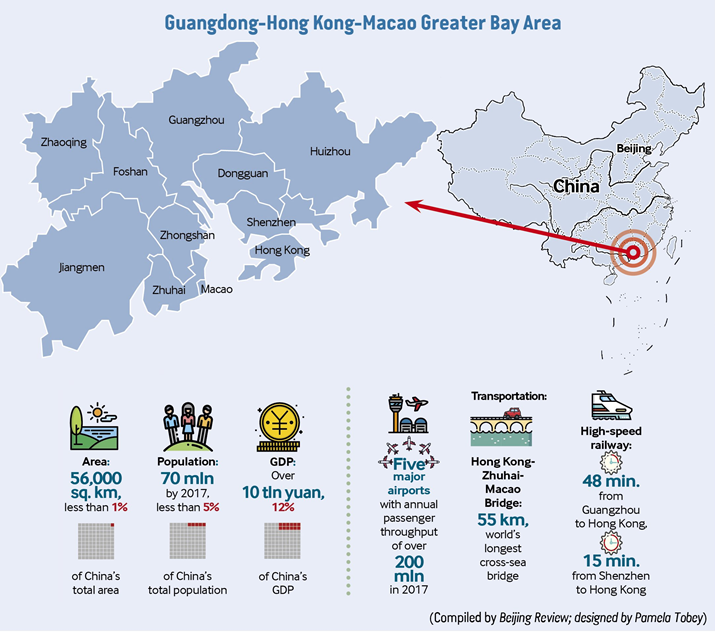 Guangdong-Hong Kong-Macao Greater Bay Area
Zhaoqing
Guangzhou
Foshan
Huizhou
Dongguan
Shenzhen
Zhongshan
Hong Kong
Jiangmen
Zhuhai
Macao
Beijing
China
Area:
56,000
sq. km,
less than 1%
of China's
total area
Population:
70 mln
by 2017,
less than 5%
of China's
total population
GDP:
Over
10 tln yuan,
12%
of China's
GDP
Five
major
airports
with annual
passenger
throughput
of over
200
mln
in 2017
Transportation:
Hong Kong-
Zhuhai-
Macao
Bridge:
55 km,
world's
longest
cross-sea
bridge
High-speed
railway:
48 min.
from
Guangzhou
to Hong Kong,
15 min.
from Shenzhen
to Hong Kong
(Compiled by Beijing Review; designed by Pamela Tobey)